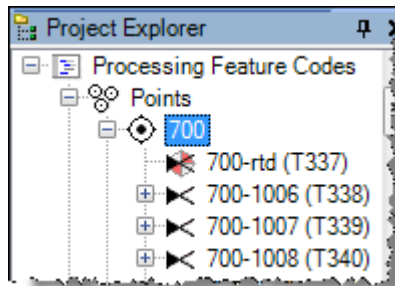 Project Explorer
Processing Feature Codes
Points
700
700-rtd (T337)
700-1006 (T338)
700-1007 (T339)
700-1008 (T340)